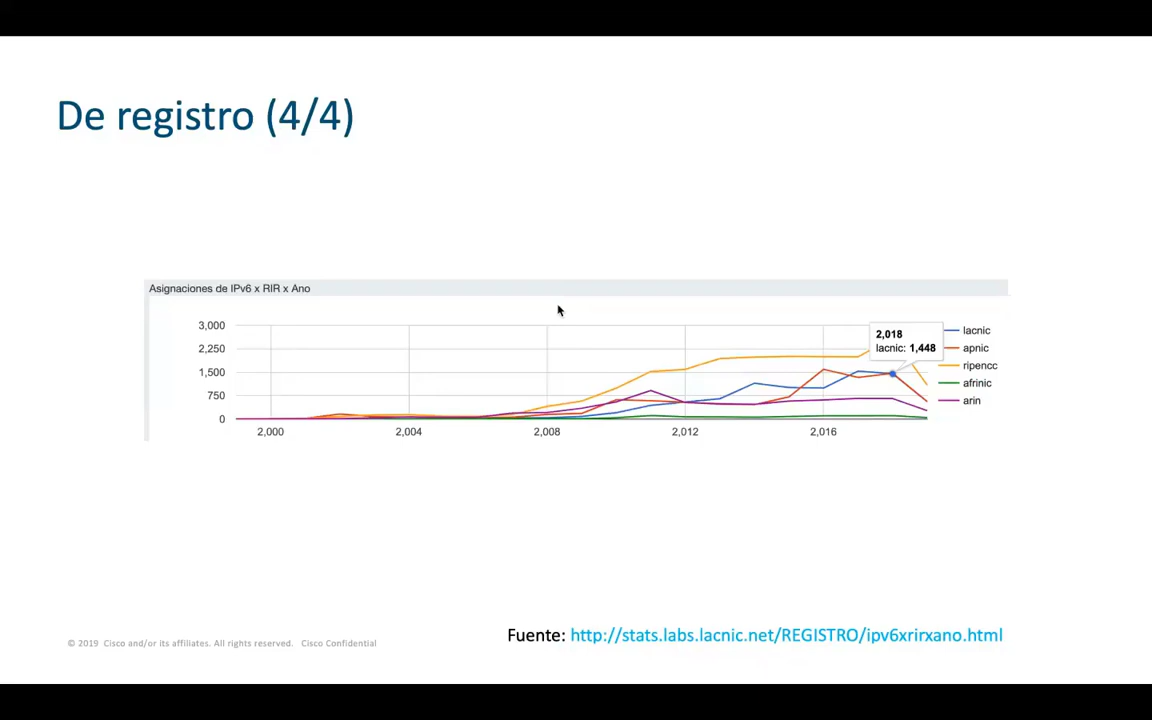 De registro (4/4)
Asignaciones de IPv6 x RIR x Ano
3,000
2,250
1,500
750
0
2,000
2,004
2,008
2,012
2,016
2,018
lacnic: 1,448
lacnic
apnic
ripencc
afrinic
arin
© 2019 Cisco and/or its affiliates. All rights reserved. Cisco Confidential
Fuente: http://stats.labs.lacnic.net/REGISTRO/ipv6xrirxano.html